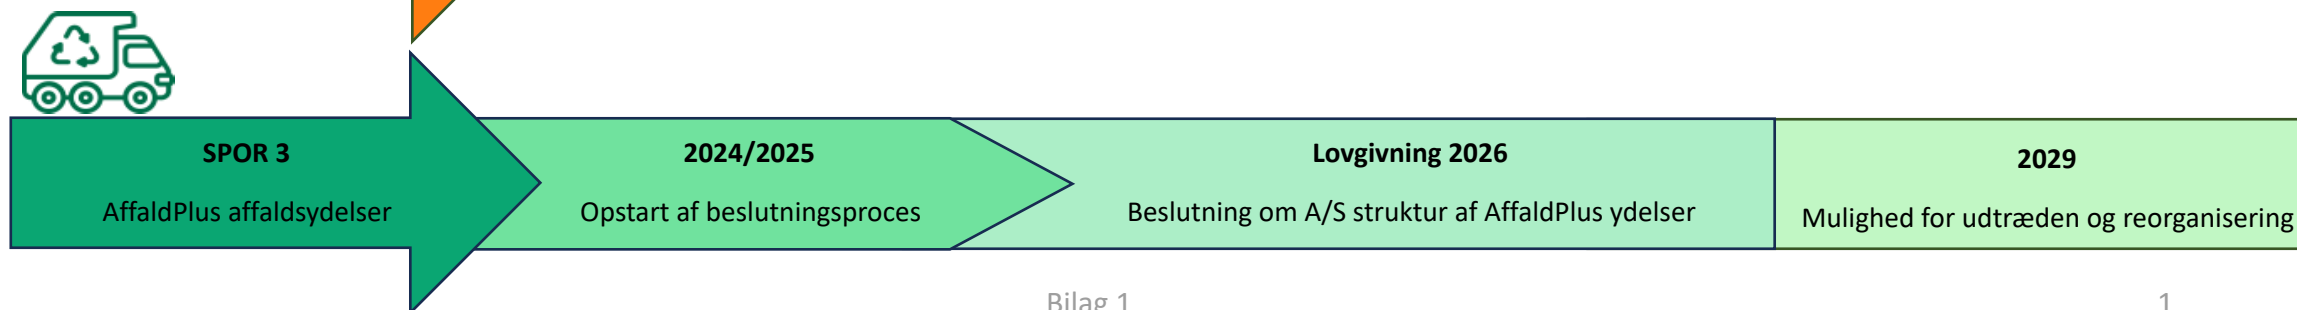 SPOR 3
AffaldPlus affaldsydelser
2024/2025
Opstart af beslutningsproces
Lovgivning 2026
Beslutning om A/S struktur af AffaldPlus ydelser
2029
Mulighed for udtræden og reorganisering
Bilag 1
1